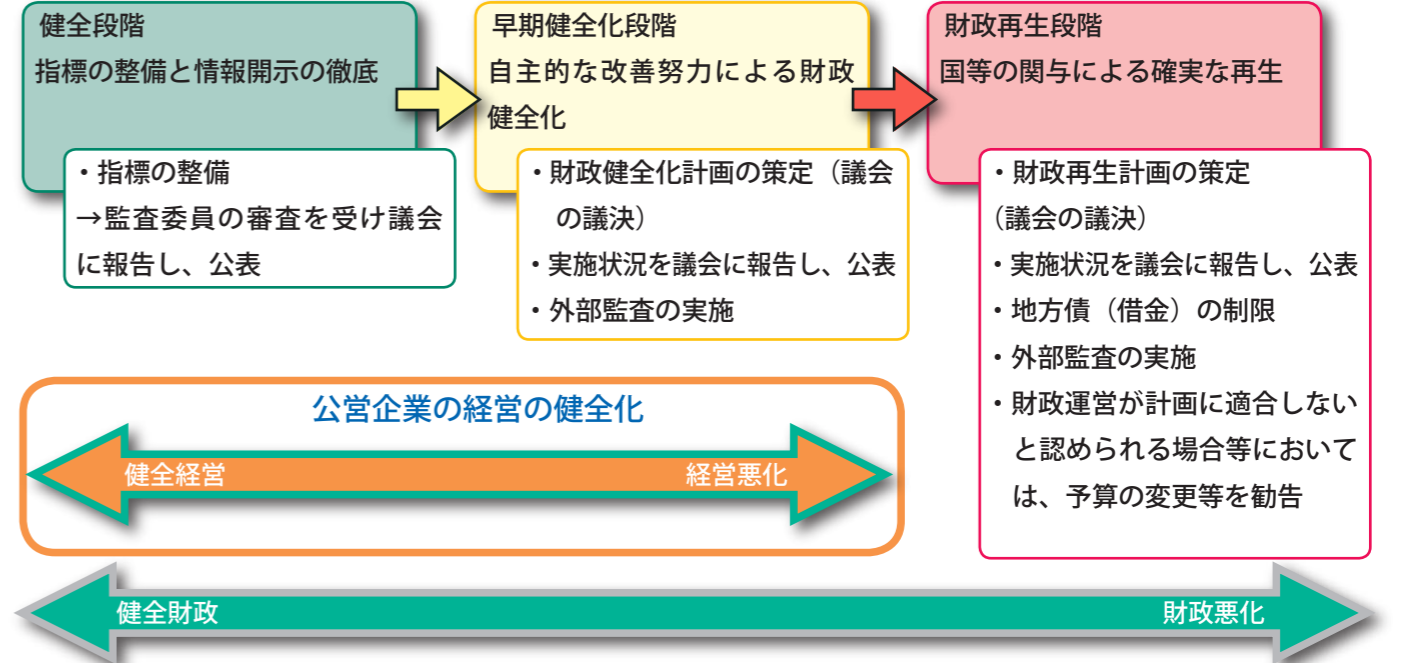 健全段階
指標の整備と情報開示の徹底
・指標の整備
→監査委員の審査を受け議会
に報告し、公表
早期健全化段階
自主的な改善努力による財政
健全化
・財政健全化計画の策定（議会
の議決）
・実施状況を議会に報告し、公表
・外部監査の実施
財政再生段階
国等の関与による確実な再生
・財政再生計画の策定
（議会の議決）
・実施状況を議会に報告し、公表
・地方債（借金）の制限
・外部監査の実施
・財政運営が計画に適合しない
と認められる場合等において
は、予算の変更等を勧告
公営企業の経営の健全化
健全経営
経営悪化
健全財政
財政悪化